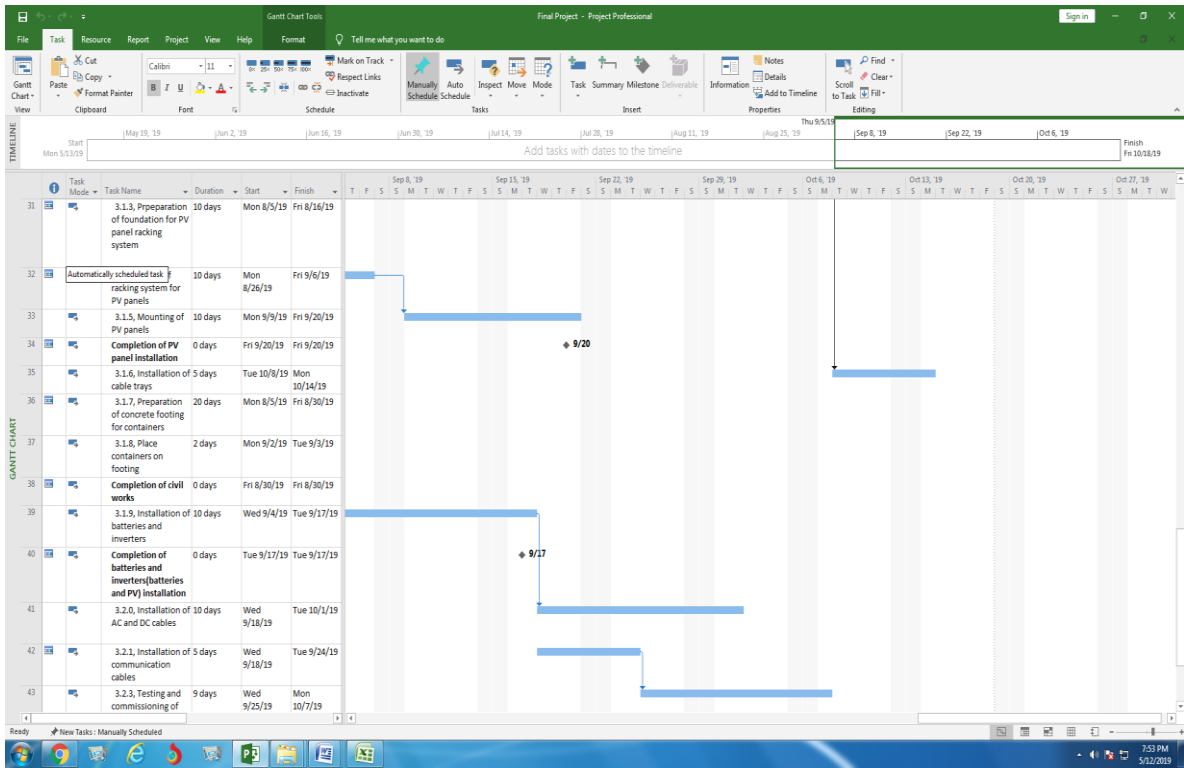 Gantt Chart Tools
Final Project - Project Professional
Sign in
File Task Resource Report Project View Help Format Tell me what you want to do
Gantt Chart
View
Paste
Cut
Copy
Format Painter
Clipboard
Calibri 11
B I U A
Font
0% 25% 50% 75% 100%
Mark on Track
Respect Links
Inactivate
Schedule
Manually Schedule
Auto Schedule
Inspect Move Mode
Tasks
Task Summary Milestone Deliverable
Insert
Information
Notes
Details
Add to Timeline
Properties
Scroll to Task
Find
Clear
Fill
Editing
TIMELINE
Thu 9/5/19
May 19, '19 Jun 2, '19 Jun 16, '19 Jun 30, '19 Jul 14, '19 Jul 28, '19 Aug 11, '19 Aug 25, '19 Sep 8, '19 Sep 22, '19 Oct 6, '19
Start
Mon 5/13/19
Add tasks with dates to the timeline
Finish
Fri 10/18/19
Task Mode Task Name Duration Start Finish
Sep 8, '19 Sep 15, '19 Sep 22, '19 Sep 29, '19 Oct 6, '19 Oct 13, '19 Oct 20, '19 Oct 27, '19
T F S S M T W T F S S M T W T F S S M T W T F S S M T W T F S S M T W T F S S M T W T F S S M T W T F S S M T W
GANTT CHART
31 3.1.3, Prpeparation 10 days Mon 8/5/19 Fri 8/16/19
of foundation for PV
panel racking
system
32 Automatically scheduled task f 10 days Mon Fri 9/6/19
racking system for 8/26/19
PV panels
33 3.1.5, Mounting of 10 days Mon 9/9/19 Fri 9/20/19
PV panels
34 Completion of PV 0 days Fri 9/20/19 Fri 9/20/19 9/20
panel installation
35 3.1.6, Installation of 5 days Tue 10/8/19 Mon
cable trays 10/14/19
36 3.1.7, Preparation 20 days Mon 8/5/19 Fri 8/30/19
of concrete footing
for containers
37 3.1.8, Place 2 days Mon 9/2/19 Tue 9/3/19
containers on
footing
38 Completion of civil 0 days Fri 8/30/19 Fri 8/30/19
works
39 3.1.9, Installation of 10 days Wed 9/4/19 Tue 9/17/19
batteries and
inverters
40 Completion of 0 days Tue 9/17/19 Tue 9/17/19 9/17
batteries and
inverters(batteries
and PV) installation
41 3.2.0, Installation of 10 days Wed Tue 10/1/19
AC and DC cables 9/18/19
42 3.2.1, Installation of 5 days Wed Tue 9/24/19
communication 9/18/19
cables
43 3.2.3, Testing and 9 days Wed Mon
commissioning of 9/25/19 10/7/19
Ready New Tasks : Manually Scheduled
7:53 PM
5/12/2019